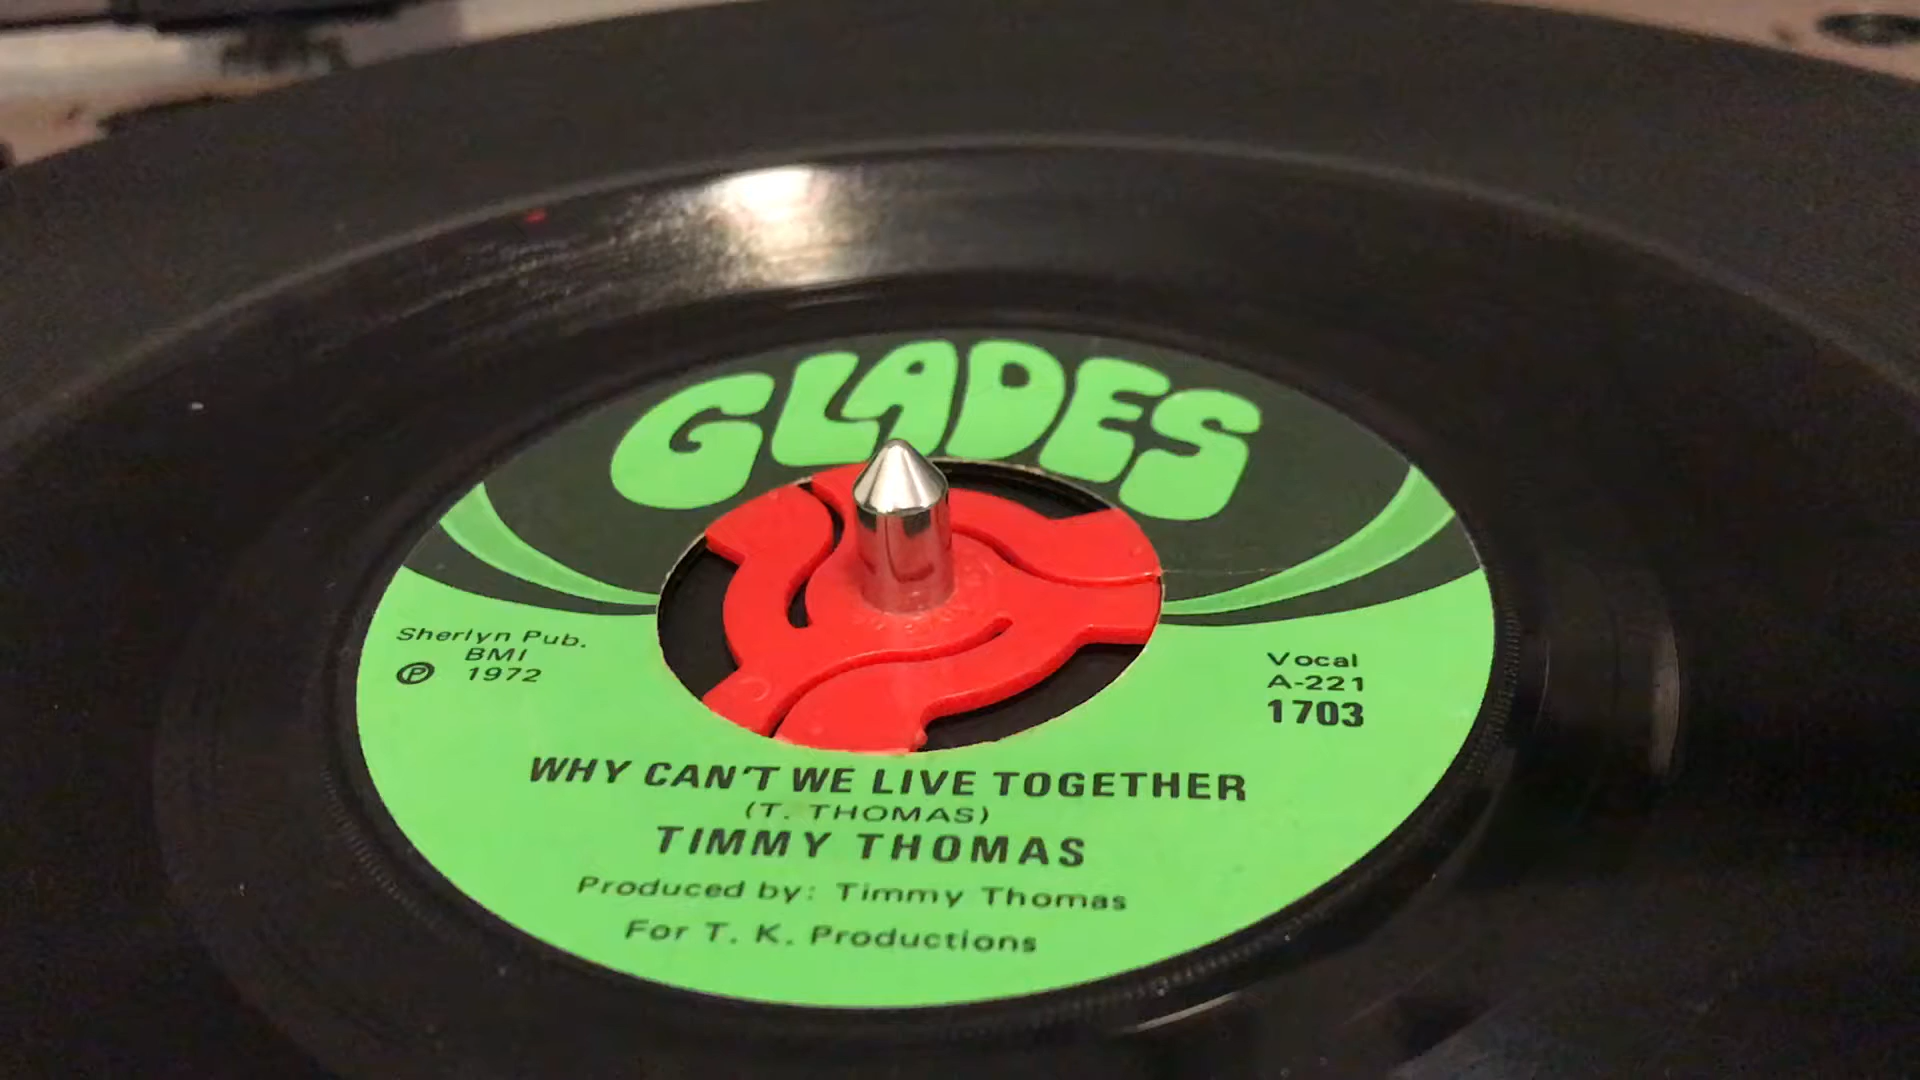 GLADES
Sherlyn Pub.
BMI
Ⓟ 1972
Vocal
A-221
1703
WHY CAN'T WE LIVE TOGETHER
(T. THOMAS)
TIMMY THOMAS
Produced by: Timmy Thomas
For T. K. Productions